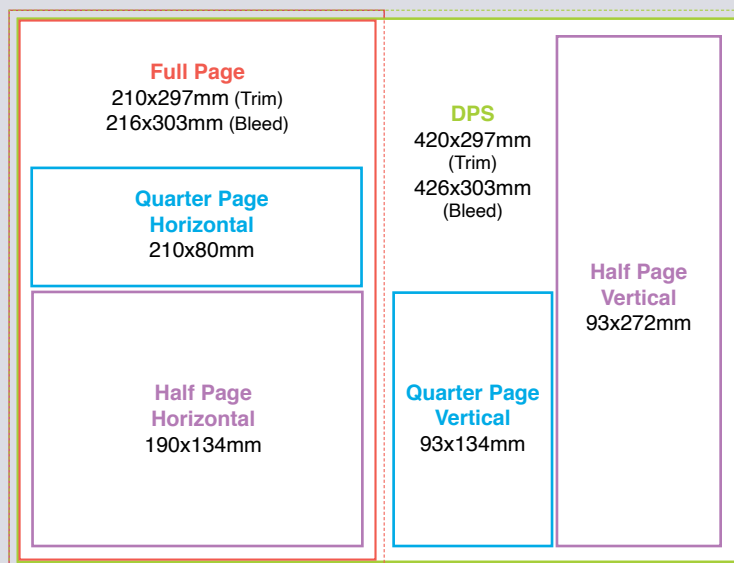 Full Page
210x297mm (Trim)
216x303mm (Bleed)
Quarter Page
Horizontal
210x80mm
Half Page
Horizontal
190x134mm
DPS
420x297mm
(Trim)
426x303mm
(Bleed)
Quarter Page
Vertical
93x134mm
Half Page
Vertical
93x272mm